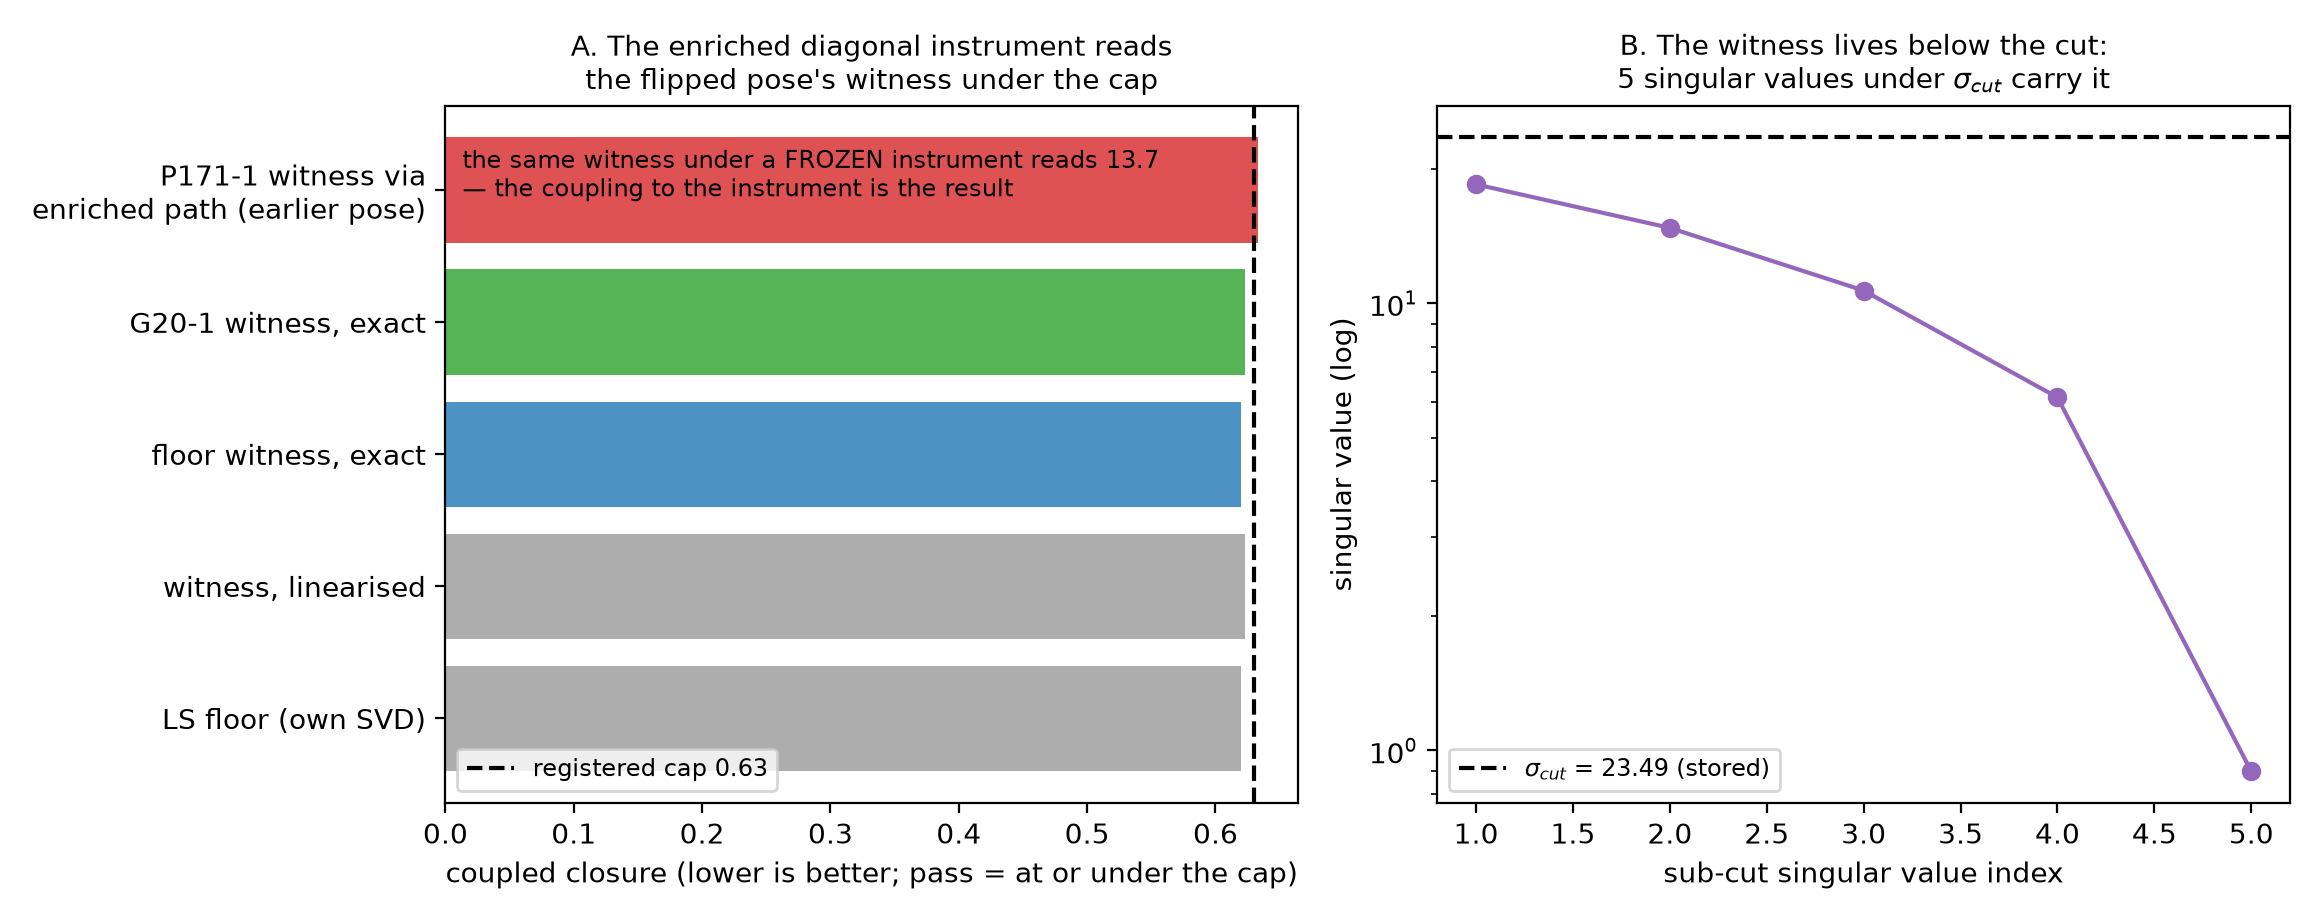 A. The enriched diagonal instrument reads
the flipped pose's witness under the cap
P171-1 witness via
enriched path (earlier pose)
the same witness under a FROZEN instrument reads 13.7
— the coupling to the instrument is the result
G20-1 witness, exact
floor witness, exact
witness, linearised
LS floor (own SVD)
registered cap 0.63
0.0 0.1 0.2 0.3 0.4 0.5 0.6
coupled closure (lower is better; pass = at or under the cap)
B. The witness lives below the cut:
5 singular values under σ_cut carry it
singular value (log)
10¹
10⁰
σ_cut = 23.49 (stored)
1.0 1.5 2.0 2.5 3.0 3.5 4.0 4.5 5.0
sub-cut singular value index